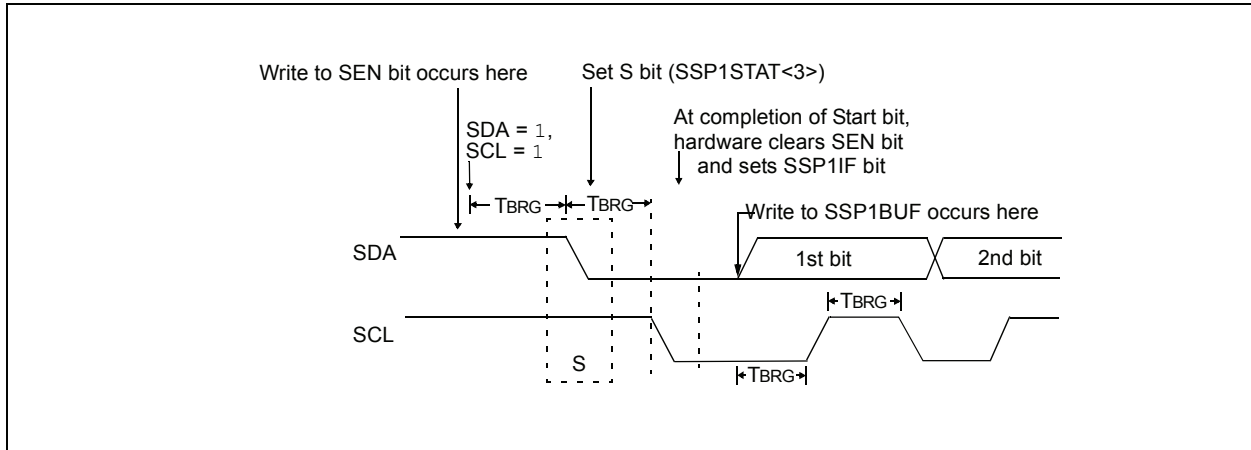 Write to SEN bit occurs here
Set S bit (SSP1STAT<3>)
At completion of Start bit,
hardware clears SEN bit
and sets SSP1IF bit
SDA = 1,
SCL = 1
TBRG
TBRG
Write to SSP1BUF occurs here
SDA
1st bit
2nd bit
TBRG
SCL
S
TBRG